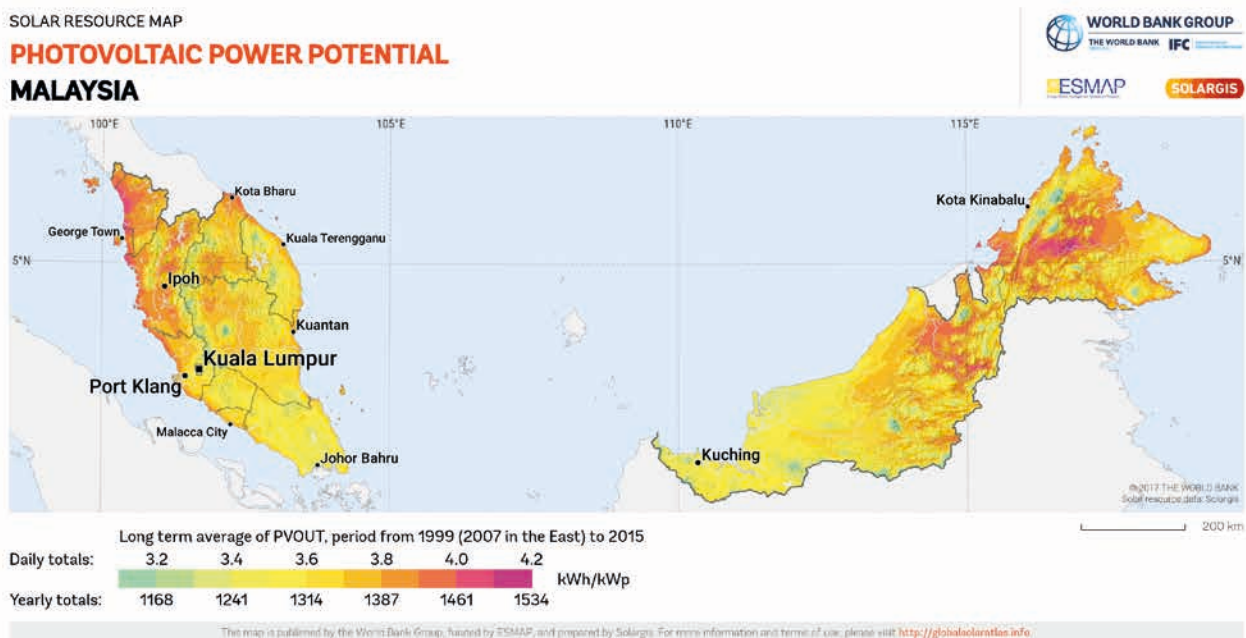 SOLAR RESOURCE MAP
PHOTOVOLTAIC POWER POTENTIAL
MALAYSIA
WORLD BANK GROUP
THE WORLD BANK IFC
ESMAP SOLARGIS
100°E 105°E 110°E 115°E
Kota Bharu
Kota Kinabalu
George Town
Kuala Terengganu
5°N 5°N
Ipoh
Kuantan
Kuala Lumpur
Port Klang
Malacca City
Johor Bahru
Kuching
© 2017 THE WORLD BANK
Solar resource data: Solargis
200 km
Long term average of PVOUT, period from 1999 (2007 in the East) to 2015
Daily totals: 3.2 3.4 3.6 3.8 4.0 4.2
kWh/kWp
Yearly totals: 1168 1241 1314 1387 1461 1534
This map is published by the World Bank Group, funded by ESMAP, and prepared by Solargis. For more information and terms of use, please visit http://globalsolaratlas.info.